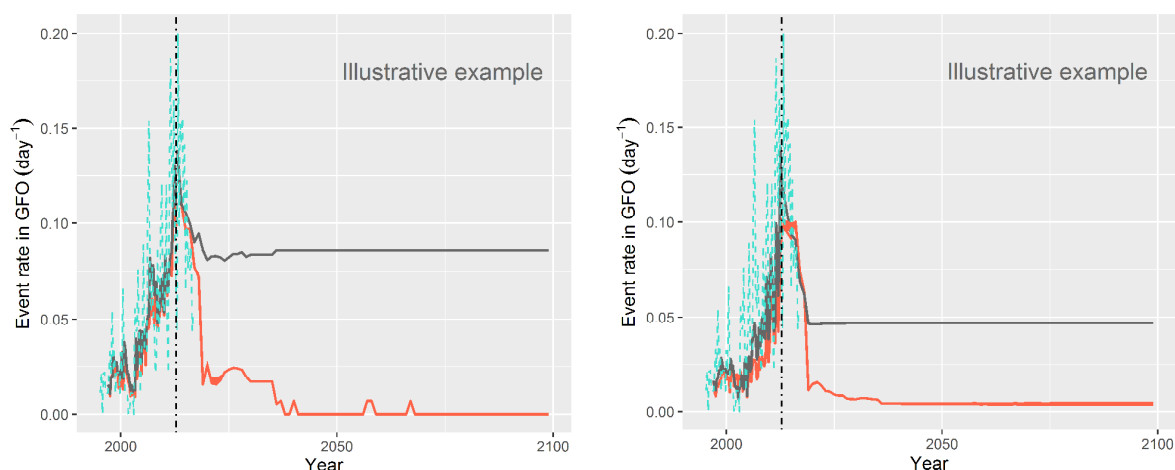 Event rate in GFO (day⁻¹)
0.20
0.15
0.10
0.05
0.00
Illustrative example
2000
2050
2100
Year
Event rate in GFO (day⁻¹)
0.20
0.15
0.10
0.05
0.00
Illustrative example
2000
2050
2100
Year